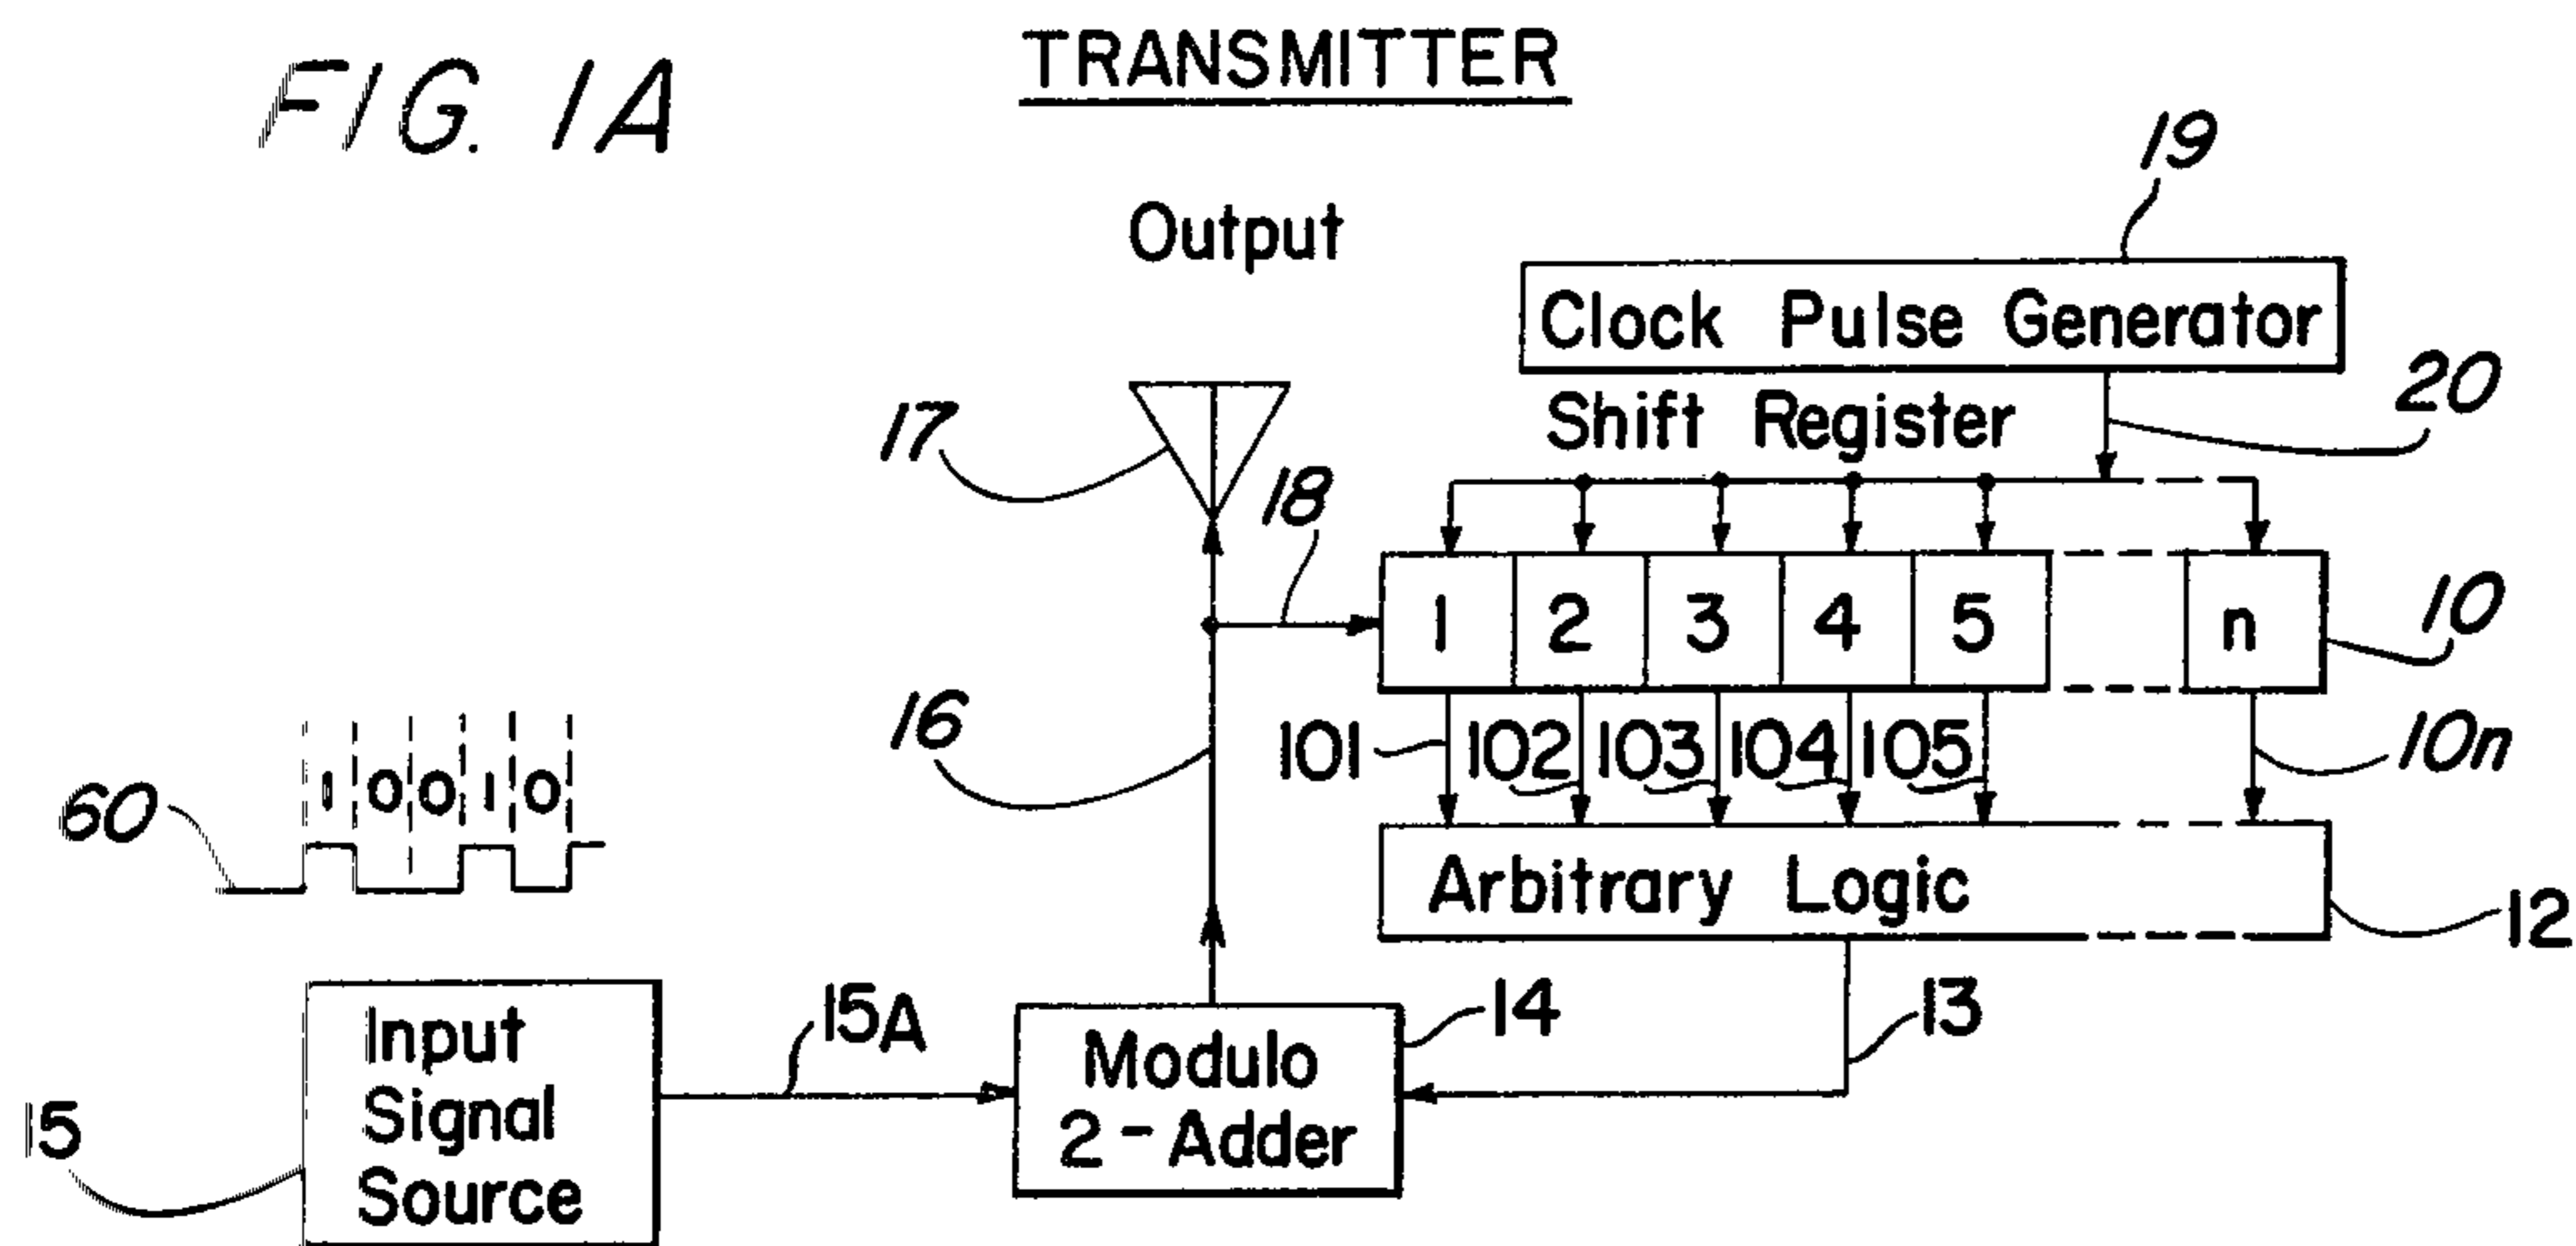 FIG. 1A
TRANSMITTER
19
Output
Clock Pulse Generator
20
Shift Register
17
18
1 2 3 4 5 n
10
16
101 102 103 104 105 10n
60
1 0 0 1 0
Arbitrary Logic
12
15A
14
13
Input
Signal
Source
Modulo
2-Adder
15